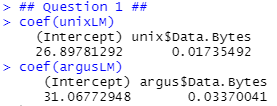 > ## Question 1 ##
> coef(unixLM)
(Intercept) unix$Data.Bytes
26.89781292 0.01735492
> coef(argusLM)
(Intercept) argus$Data.Bytes
31.06772948 0.03370041